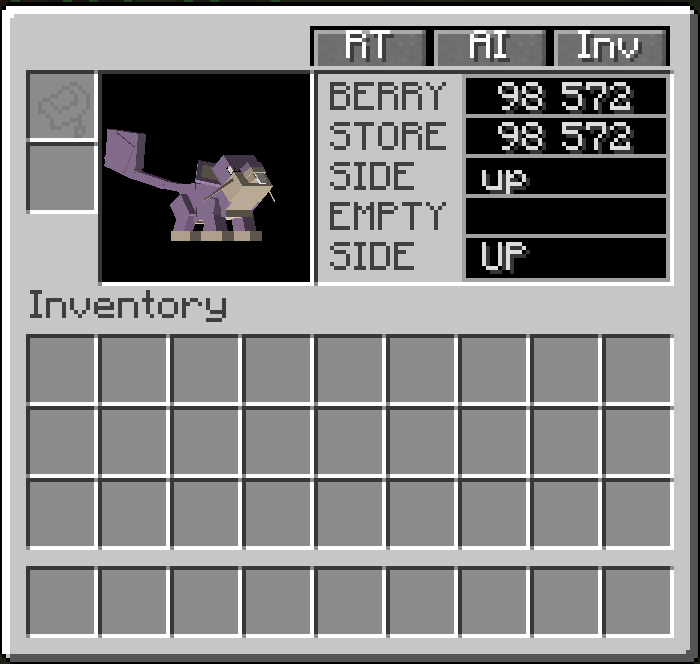 RT AI Inv
BERRY 98 572
STORE 98 572
SIDE up
EMPTY
SIDE UP
Inventory